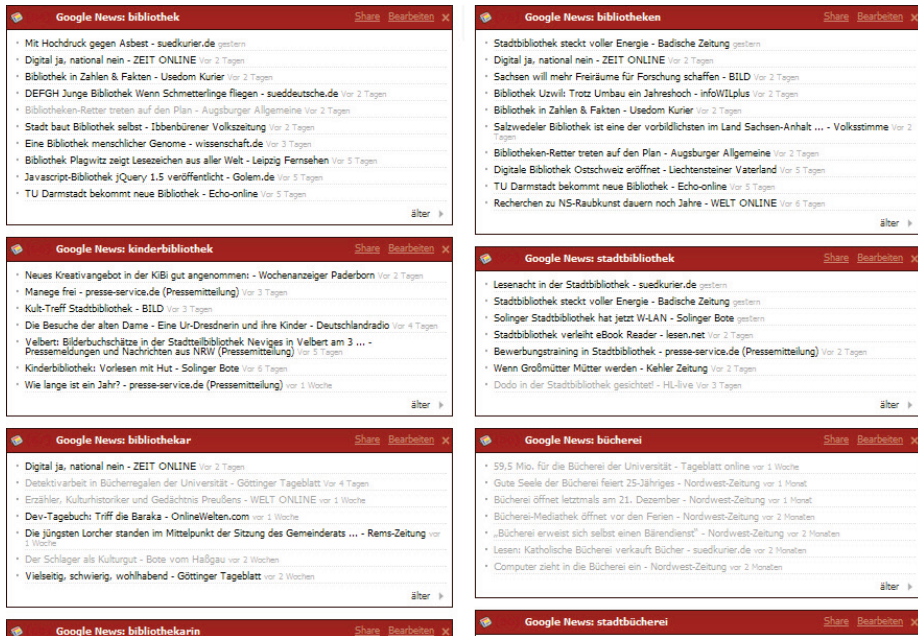 Google News: bibliothek Share Bearbeiten x
Mit Hochdruck gegen Asbest - suedkurier.de gestern
Digital ja, national nein - ZEIT ONLINE Vor 2 Tagen
Bibliothek in Zahlen & Fakten - Usedom Kurier Vor 2 Tagen
DEFGH Junge Bibliothek Wenn Schmetterlinge fliegen - sueddeutsche.de Vor 2 Tagen
Bibliotheken-Retter treten auf den Plan - Augsburger Allgemeine Vor 2 Tagen
Stadt baut Bibliothek selbst - Ibbenbürener Volkszeitung Vor 2 Tagen
Eine Bibliothek menschlicher Genome - wissenschaft.de Vor 3 Tagen
Bibliothek Plagwitz zeigt Lesezeichen aus aller Welt - Leipzig Fernsehen Vor 5 Tagen
Javascript-Bibliothek jQuery 1.5 veröffentlicht - Golem.de Vor 5 Tagen
TU Darmstadt bekommt neue Bibliothek - Echo-online Vor 5 Tagen
älter
Google News: kinderbibliothek Share Bearbeiten x
Neues Kreativangebot in der KiBi gut angenommen: - Wochenanzeiger Paderborn Vor 2 Tagen
Manege frei - presse-service.de (Pressemitteilung) Vor 3 Tagen
Kult-Treff Stadtbibliothek - BILD Vor 3 Tagen
Die Besuche der alten Dame - Eine Ur-Dresdnerin und ihre Kinder - Deutschlandradio Vor 4 Tagen
Velbert: Bilderbuchschätze in der Stadtteilbibliothek Neviges in Velbert am 3 ... -
Pressemeldungen und Nachrichten aus NRW (Pressemitteilung) Vor 5 Tagen
Kinderbibliothek: Vorlesen mit Hut - Solinger Bote Vor 6 Tagen
Wie lange ist ein Jahr? - presse-service.de (Pressemitteilung) vor 1 Woche
älter
Google News: bibliothekar Share Bearbeiten x
Digital ja, national nein - ZEIT ONLINE Vor 2 Tagen
Detektivarbeit in Bücherregalen der Universität - Göttinger Tageblatt Vor 4 Tagen
Erzähler, Kulturhistoriker und Gedächtnis Preußens - WELT ONLINE vor 1 Woche
Dev-Tagebuch: Triff die Baraka - OnlineWelten.com vor 1 Woche
Die jüngsten Lorcher standen im Mittelpunkt der Sitzung des Gemeinderats ... - Rems-Zeitung vor
1 Woche
Der Schlager als Kulturgut - Bote vom Haßgau vor 2 Wochen
Vielseitig, schwierig, wohlhabend - Göttinger Tageblatt vor 2 Wochen
älter
Google News: bibliothekarin Share Bearbeiten x
Google News: bibliotheken Share Bearbeiten x
Stadtbibliothek steckt voller Energie - Badische Zeitung gestern
Digital ja, national nein - ZEIT ONLINE Vor 2 Tagen
Sachsen will mehr Freiräume für Forschung schaffen - BILD Vor 2 Tagen
Bibliothek Uzwil: Trotz Umbau ein Jahreshoch - infoWILplus Vor 2 Tagen
Bibliothek in Zahlen & Fakten - Usedom Kurier Vor 2 Tagen
Salzwedeler Bibliothek ist eine der vorbildlichsten im Land Sachsen-Anhalt ... - Volksstimme Vor 2
Tagen
Bibliotheken-Retter treten auf den Plan - Augsburger Allgemeine Vor 2 Tagen
Digitale Bibliothek Ostschweiz eröffnet - Liechtensteiner Vaterland Vor 5 Tagen
TU Darmstadt bekommt neue Bibliothek - Echo-online Vor 5 Tagen
Recherchen zu NS-Raubkunst dauern noch Jahre - WELT ONLINE Vor 6 Tagen
älter
Google News: stadtbibliothek Share Bearbeiten x
Lesenacht in der Stadtbibliothek - suedkurier.de gestern
Stadtbibliothek steckt voller Energie - Badische Zeitung gestern
Solinger Stadtbibliothek hat jetzt W-LAN - Solinger Bote gestern
Stadtbibliothek verleiht eBook Reader - lesen.net Vor 2 Tagen
Bewerbungstraining in Stadtbibliothek - presse-service.de (Pressemitteilung) Vor 2 Tagen
Wenn Großmütter Mütter werden - Kehler Zeitung Vor 2 Tagen
Dodo in der Stadtbibliothek gesichtet! - HL-live Vor 3 Tagen
älter
Google News: bücherei Share Bearbeiten x
59,5 Mio. für die Bücherei der Universität - Tageblatt online vor 1 Woche
Gute Seele der Bücherei feiert 25-Jähriges - Nordwest-Zeitung vor 1 Monat
Bücherei öffnet letztmals am 21. Dezember - Nordwest-Zeitung vor 1 Monat
Bücherei-Mediathek öffnet vor den Ferien - Nordwest-Zeitung vor 2 Monaten
„Bücherei erweist sich selbst einen Bärendienst" - Nordwest-Zeitung vor 2 Monaten
Lesen: Katholische Bücherei verkauft Bücher - suedkurier.de vor 2 Monaten
Computer zieht in die Bücherei ein - Nordwest-Zeitung vor 2 Monaten
älter
Google News: stadtbücherei Share Bearbeiten x